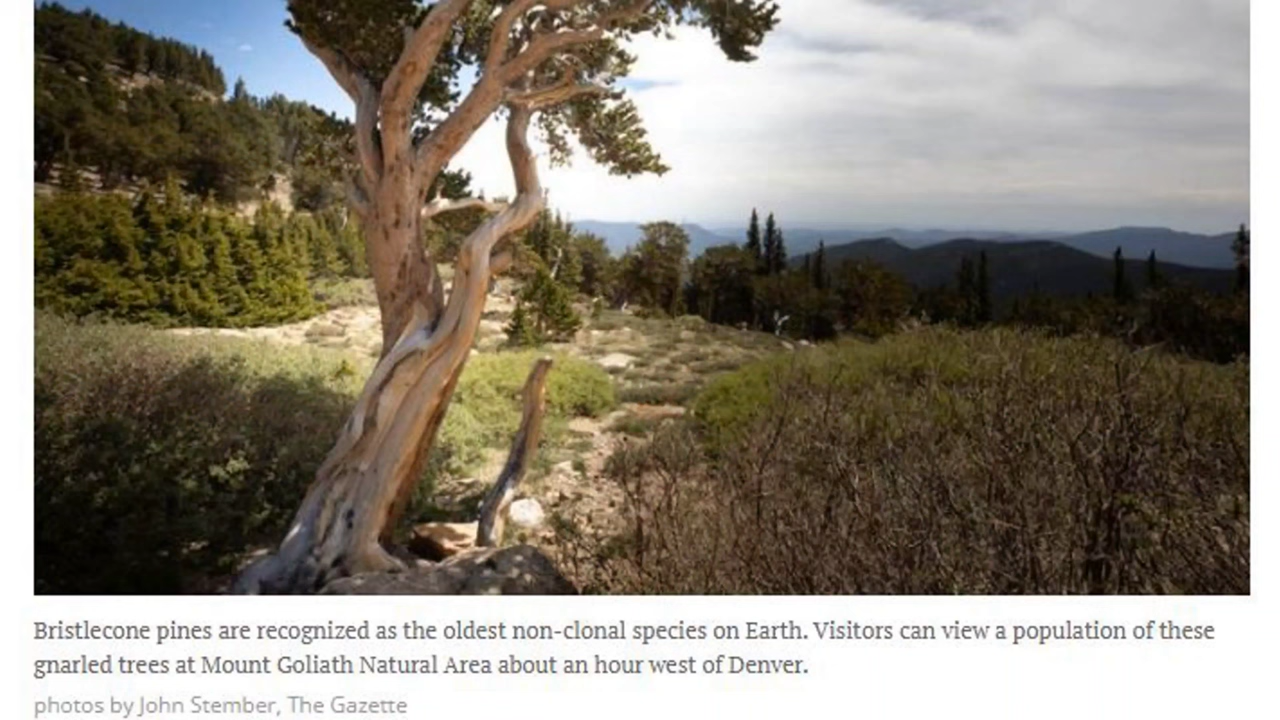 Bristlecone pines are recognized as the oldest non-clonal species on Earth. Visitors can view a population of these
gnarled trees at Mount Goliath Natural Area about an hour west of Denver.
photos by John Stember, The Gazette